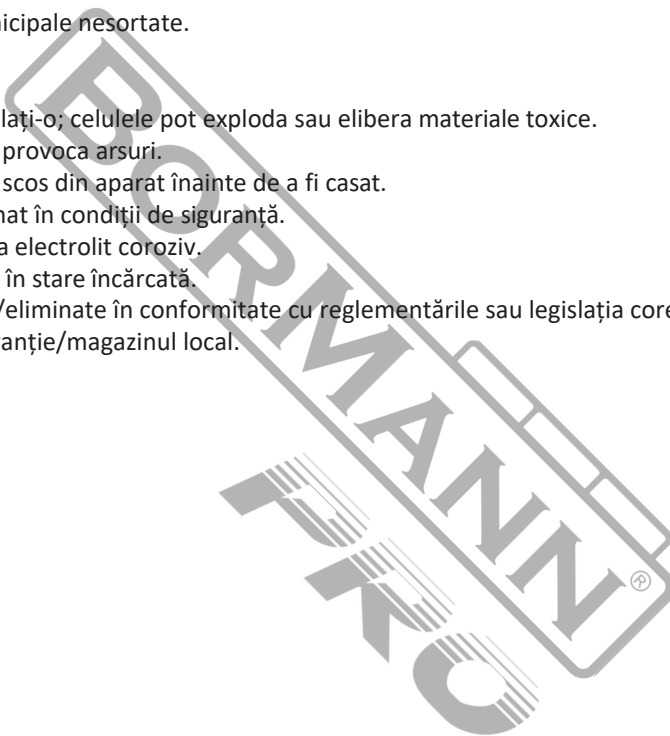 nicipale nesortate.
lați-o; celulele pot exploda sau elibera materiale toxice.
provoca arsuri.
scos din aparat înainte de a fi casat.
nat în condiții de siguranță.
a electrolit coroziv.
în stare încărcată.
/eliminate în conformitate cu reglementările sau legislația core
anție/magazinul local.
BORMANN®
PRO